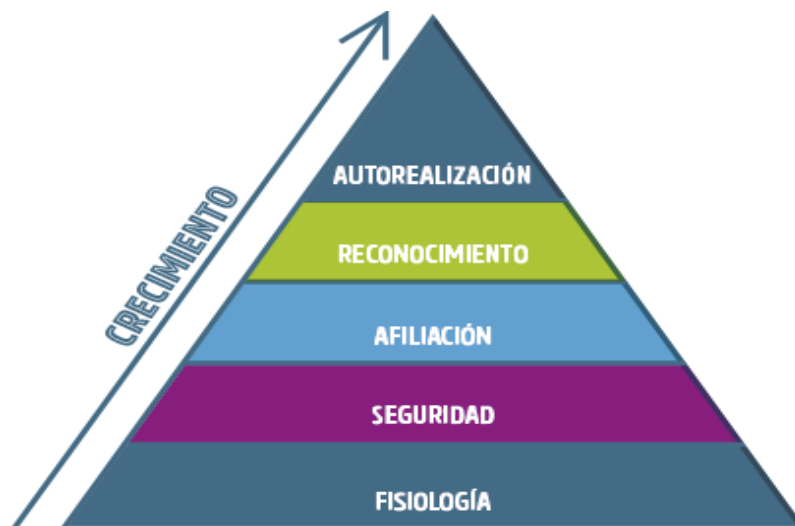 CRECIMIENTO
AUTOREALIZACIÓN
RECONOCIMIENTO
AFILIACIÓN
SEGURIDAD
FISIOLOGÍA